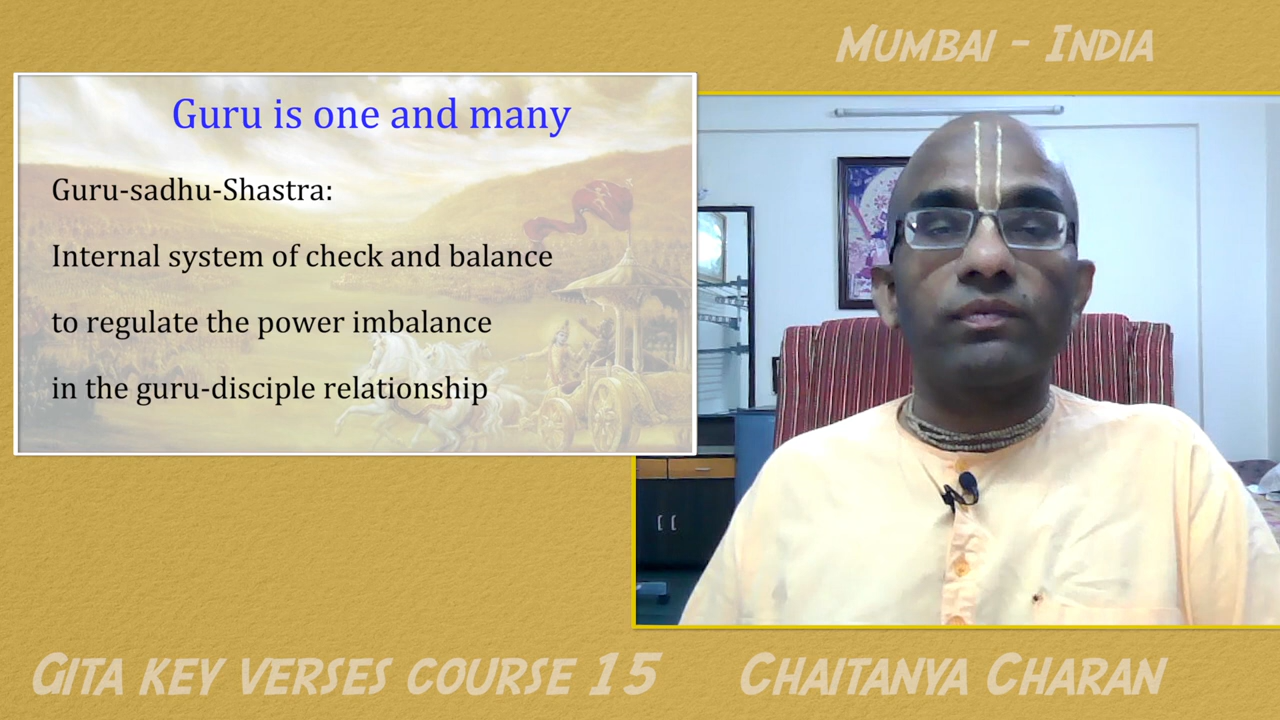 Mumbai - India
Guru is one and many
Guru-sadhu-Shastra:
Internal system of check and balance
to regulate the power imbalance
in the guru-disciple relationship
Gita key verses course 15
Chaitanya Charan